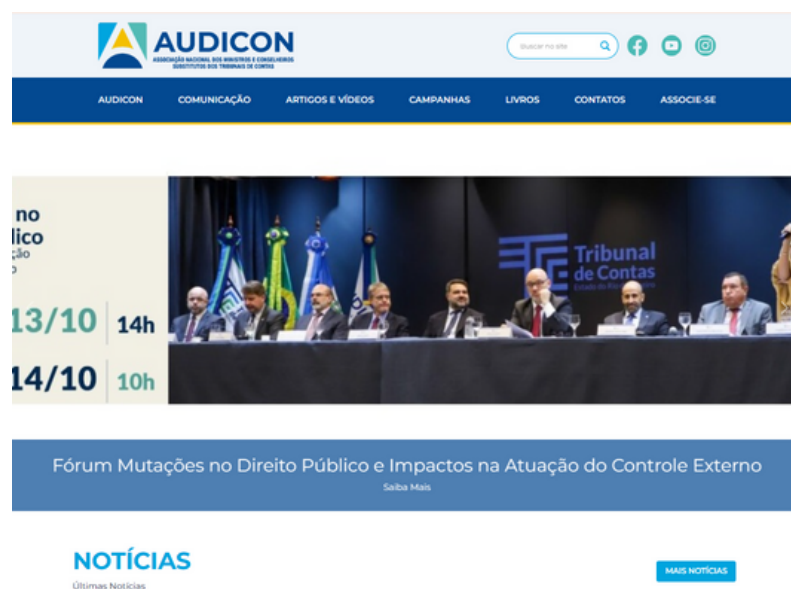 AUDICON
ASSOCIAÇÃO NACIONAL DOS MINISTROS E CONSELHEIROS
SUBSTITUTOS DOS TRIBUNAIS DE CONTAS
Buscar no site
AUDICON COMUNICAÇÃO ARTIGOS E VÍDEOS CAMPANHAS LIVROS CONTATOS ASSOCIE-SE
no
lico
ção
o
13/10 14h
14/10 10h
Tribunal
de Contas
Fórum Mutações no Direito Público e Impactos na Atuação do Controle Externo
Saiba Mais
NOTÍCIAS
MAIS NOTÍCIAS
Últimas Notícias